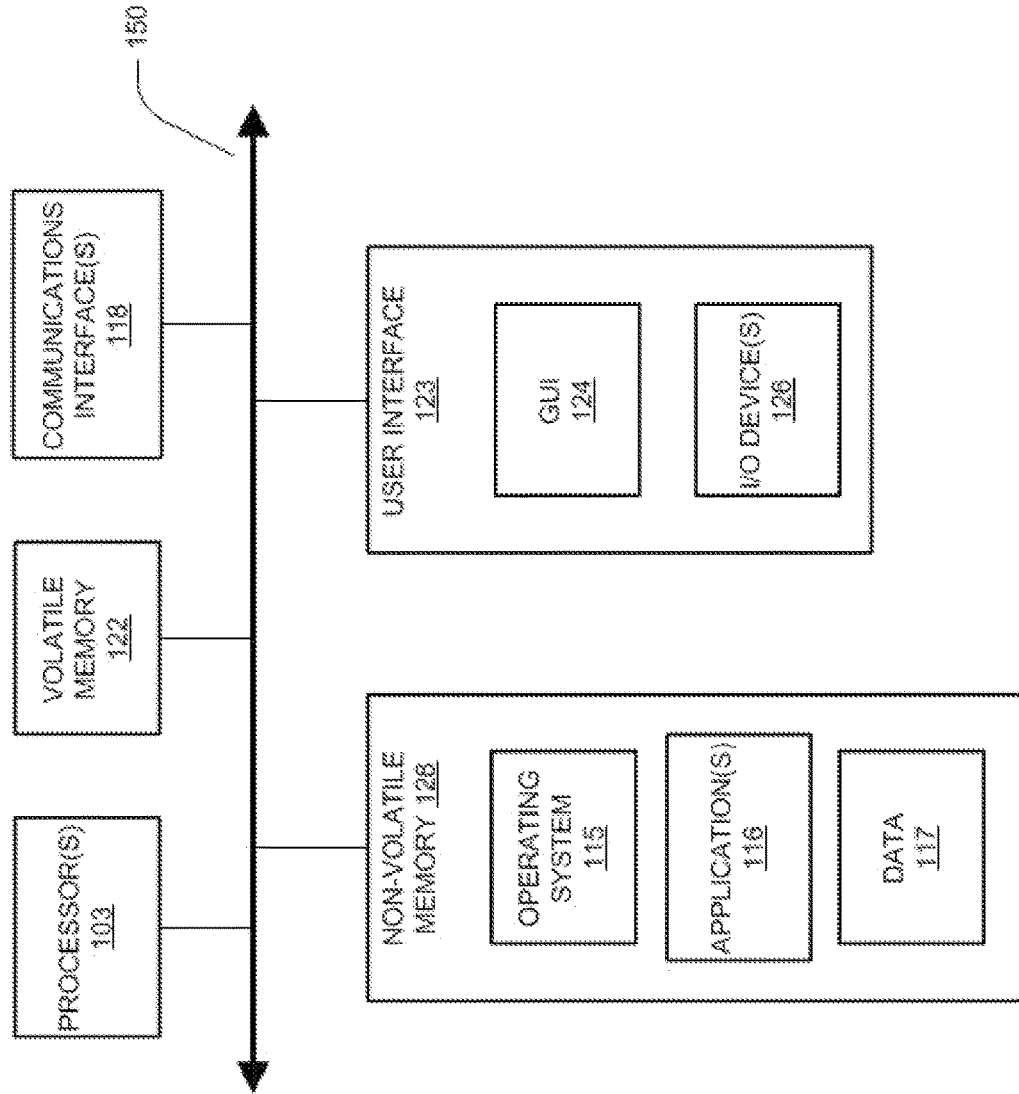 PROCESSOR(S)
103
VOLATILE
MEMORY
122
COMMUNICATIONS
INTERFACE(S)
118
150
NON-VOLATILE
MEMORY 128
OPERATING
SYSTEM
115
APPLICATION(S)
116
DATA
117
USER INTERFACE
123
GUI
124
I/O DEVICE(S)
126